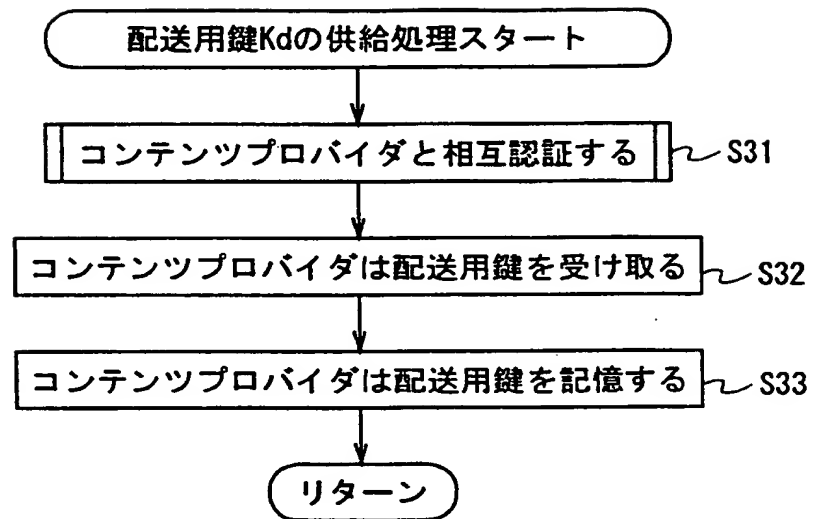 配送用鍵Kdの供給処理スタート
コンテンツプロバイダと相互認証する S31
コンテンツプロバイダは配送用鍵を受け取る S32
コンテンツプロバイダは配送用鍵を記憶する S33
リターン